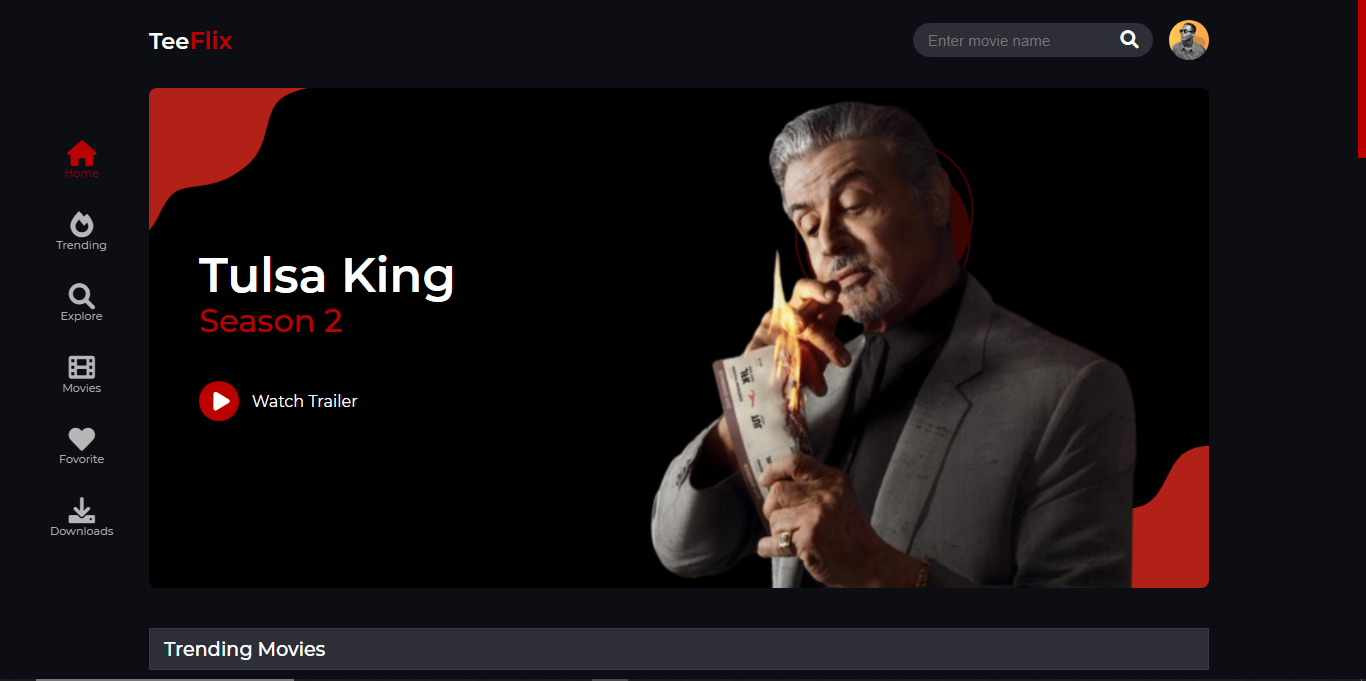 TeeFlix
Enter movie name
Home
Trending
Explore
Movies
Fovorite
Downloads
Tulsa King
Season 2
Watch Trailer
Trending Movies